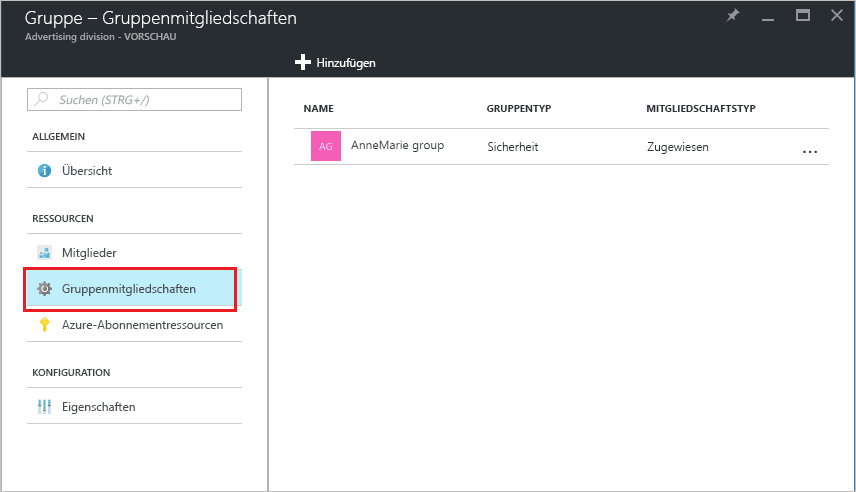 Gruppe – Gruppenmitgliedschaften
Advertising division - VORSCHAU
Hinzufügen
Suchen (STRG+/)
ALLGEMEIN
Übersicht
RESSOURCEN
Mitglieder
Gruppenmitgliedschaften
Azure-Abonnementressourcen
KONFIGURATION
Eigenschaften
NAME GRUPPENTYP MITGLIEDSCHAFTSTYP
AG AnneMarie group Sicherheit Zugewiesen ...